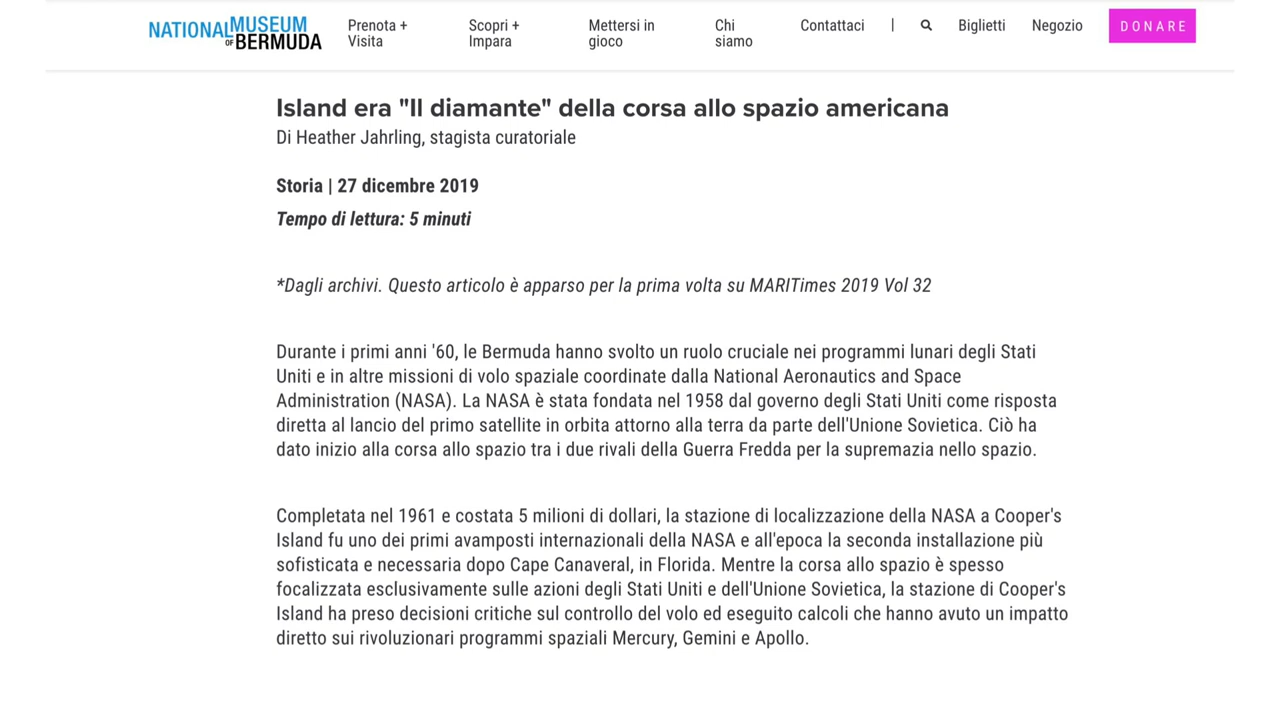 NATIONAL MUSEUM OF BERMUDA
Prenota + Visita
Scopri + Impara
Mettersi in gioco
Chi siamo
Contattaci
|
Biglietti
Negozio
DONARE
Island era "Il diamante" della corsa allo spazio americana
Di Heather Jahrling, stagista curatoriale
Storia | 27 dicembre 2019
Tempo di lettura: 5 minuti
*Dagli archivi. Questo articolo è apparso per la prima volta su MARITimes 2019 Vol 32
Durante i primi anni '60, le Bermuda hanno svolto un ruolo cruciale nei programmi lunari degli Stati
Uniti e in altre missioni di volo spaziale coordinate dalla National Aeronautics and Space
Administration (NASA). La NASA è stata fondata nel 1958 dal governo degli Stati Uniti come risposta
diretta al lancio del primo satellite in orbita attorno alla terra da parte dell'Unione Sovietica. Ciò ha
dato inizio alla corsa allo spazio tra i due rivali della Guerra Fredda per la supremazia nello spazio.
Completata nel 1961 e costata 5 milioni di dollari, la stazione di localizzazione della NASA a Cooper's
Island fu uno dei primi avamposti internazionali della NASA e all'epoca la seconda installazione più
sofisticata e necessaria dopo Cape Canaveral, in Florida. Mentre la corsa allo spazio è spesso
focalizzata esclusivamente sulle azioni degli Stati Uniti e dell'Unione Sovietica, la stazione di Cooper's
Island ha preso decisioni critiche sul controllo del volo ed eseguito calcoli che hanno avuto un impatto
diretto sui rivoluzionari programmi spaziali Mercury, Gemini e Apollo.